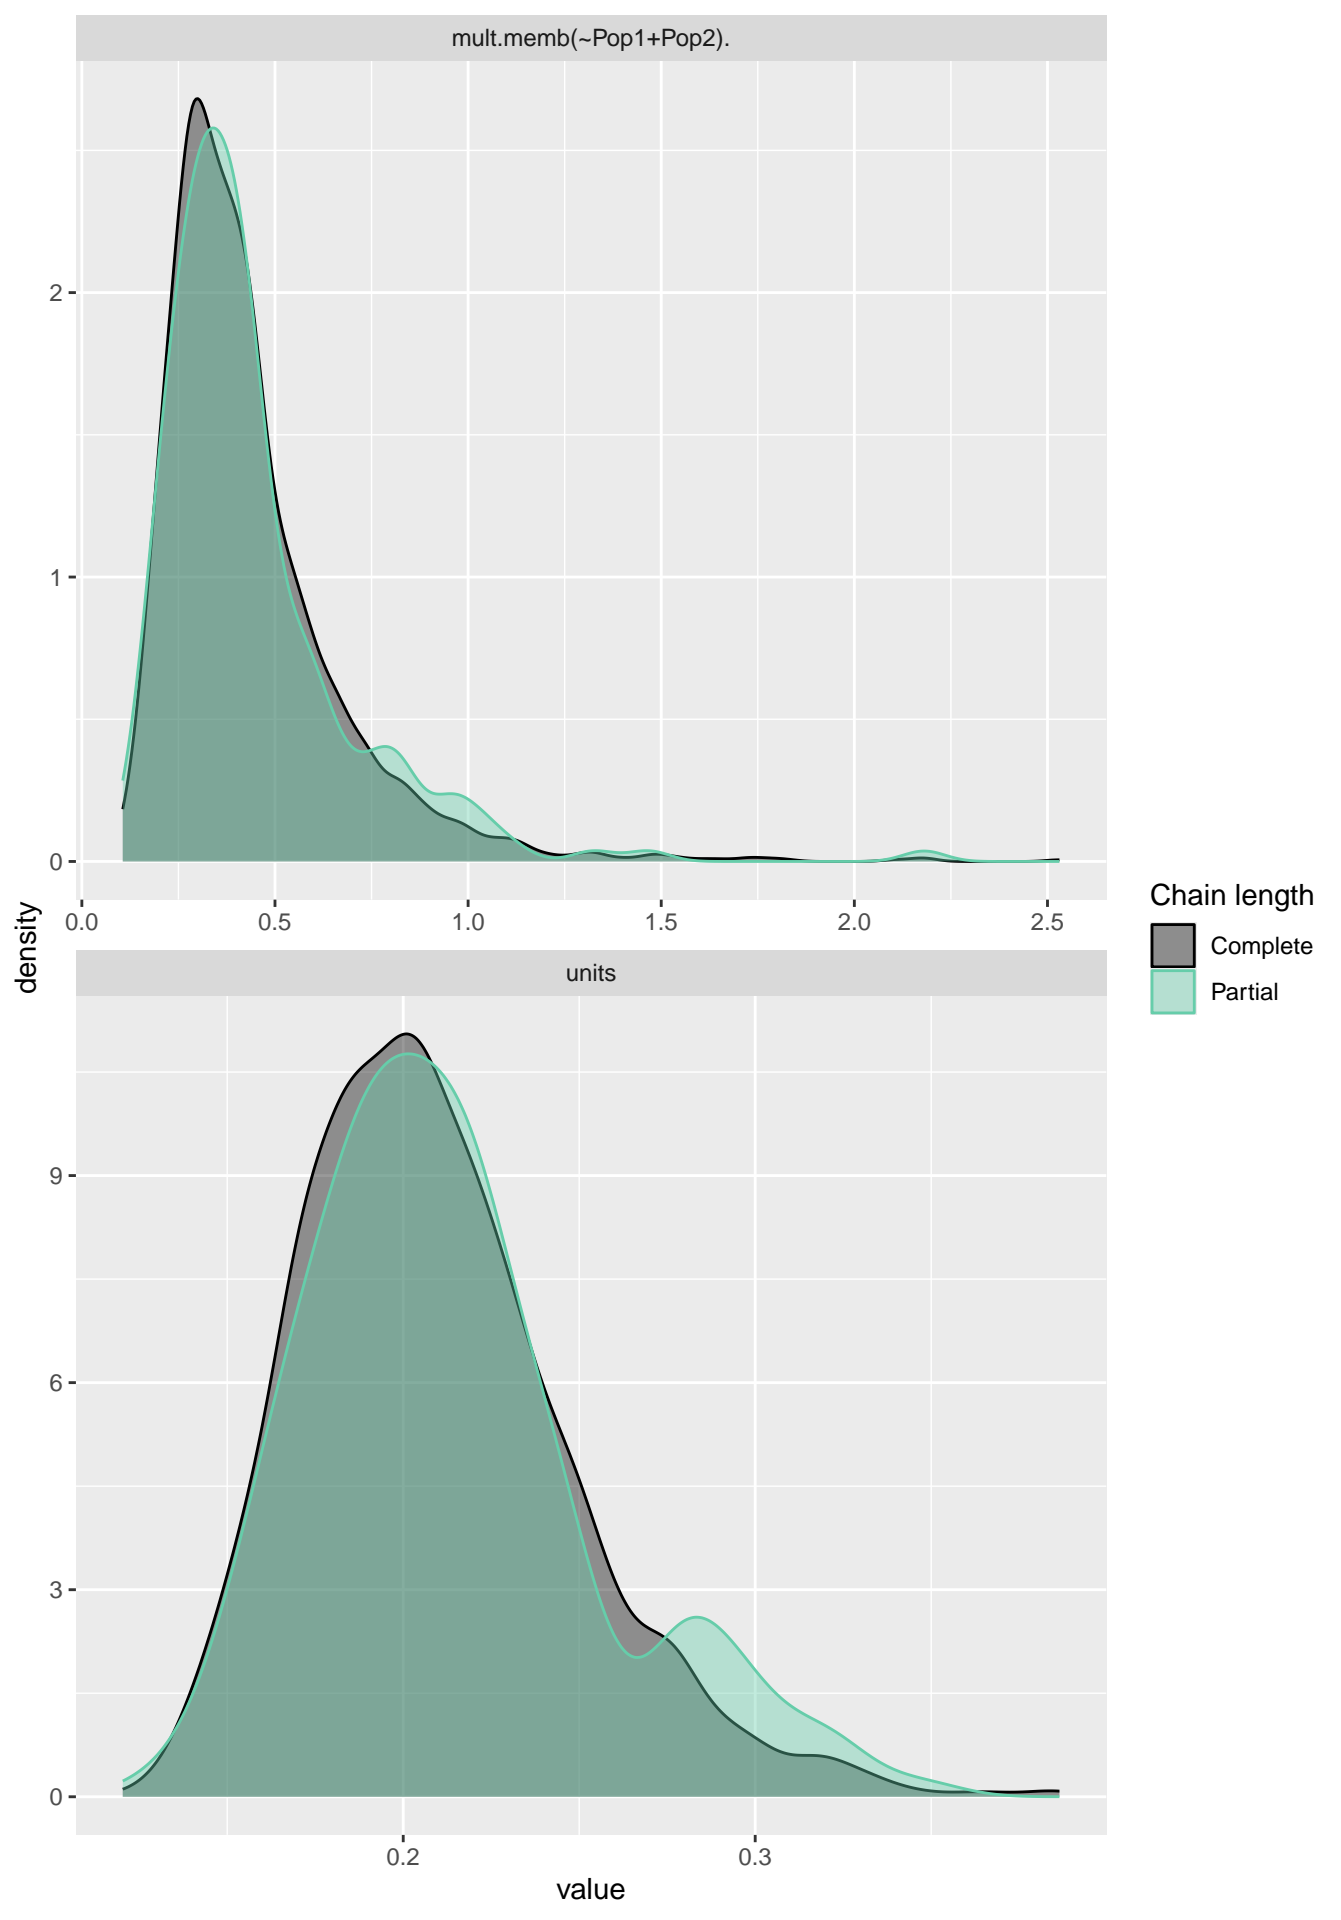 mult.memb(~Pop1+Pop2).
2
1
0
0.0 0.5 1.0 1.5 2.0 2.5
density
units
9
6
3
0
0.2 0.3
value
Chain length
Complete
Partial